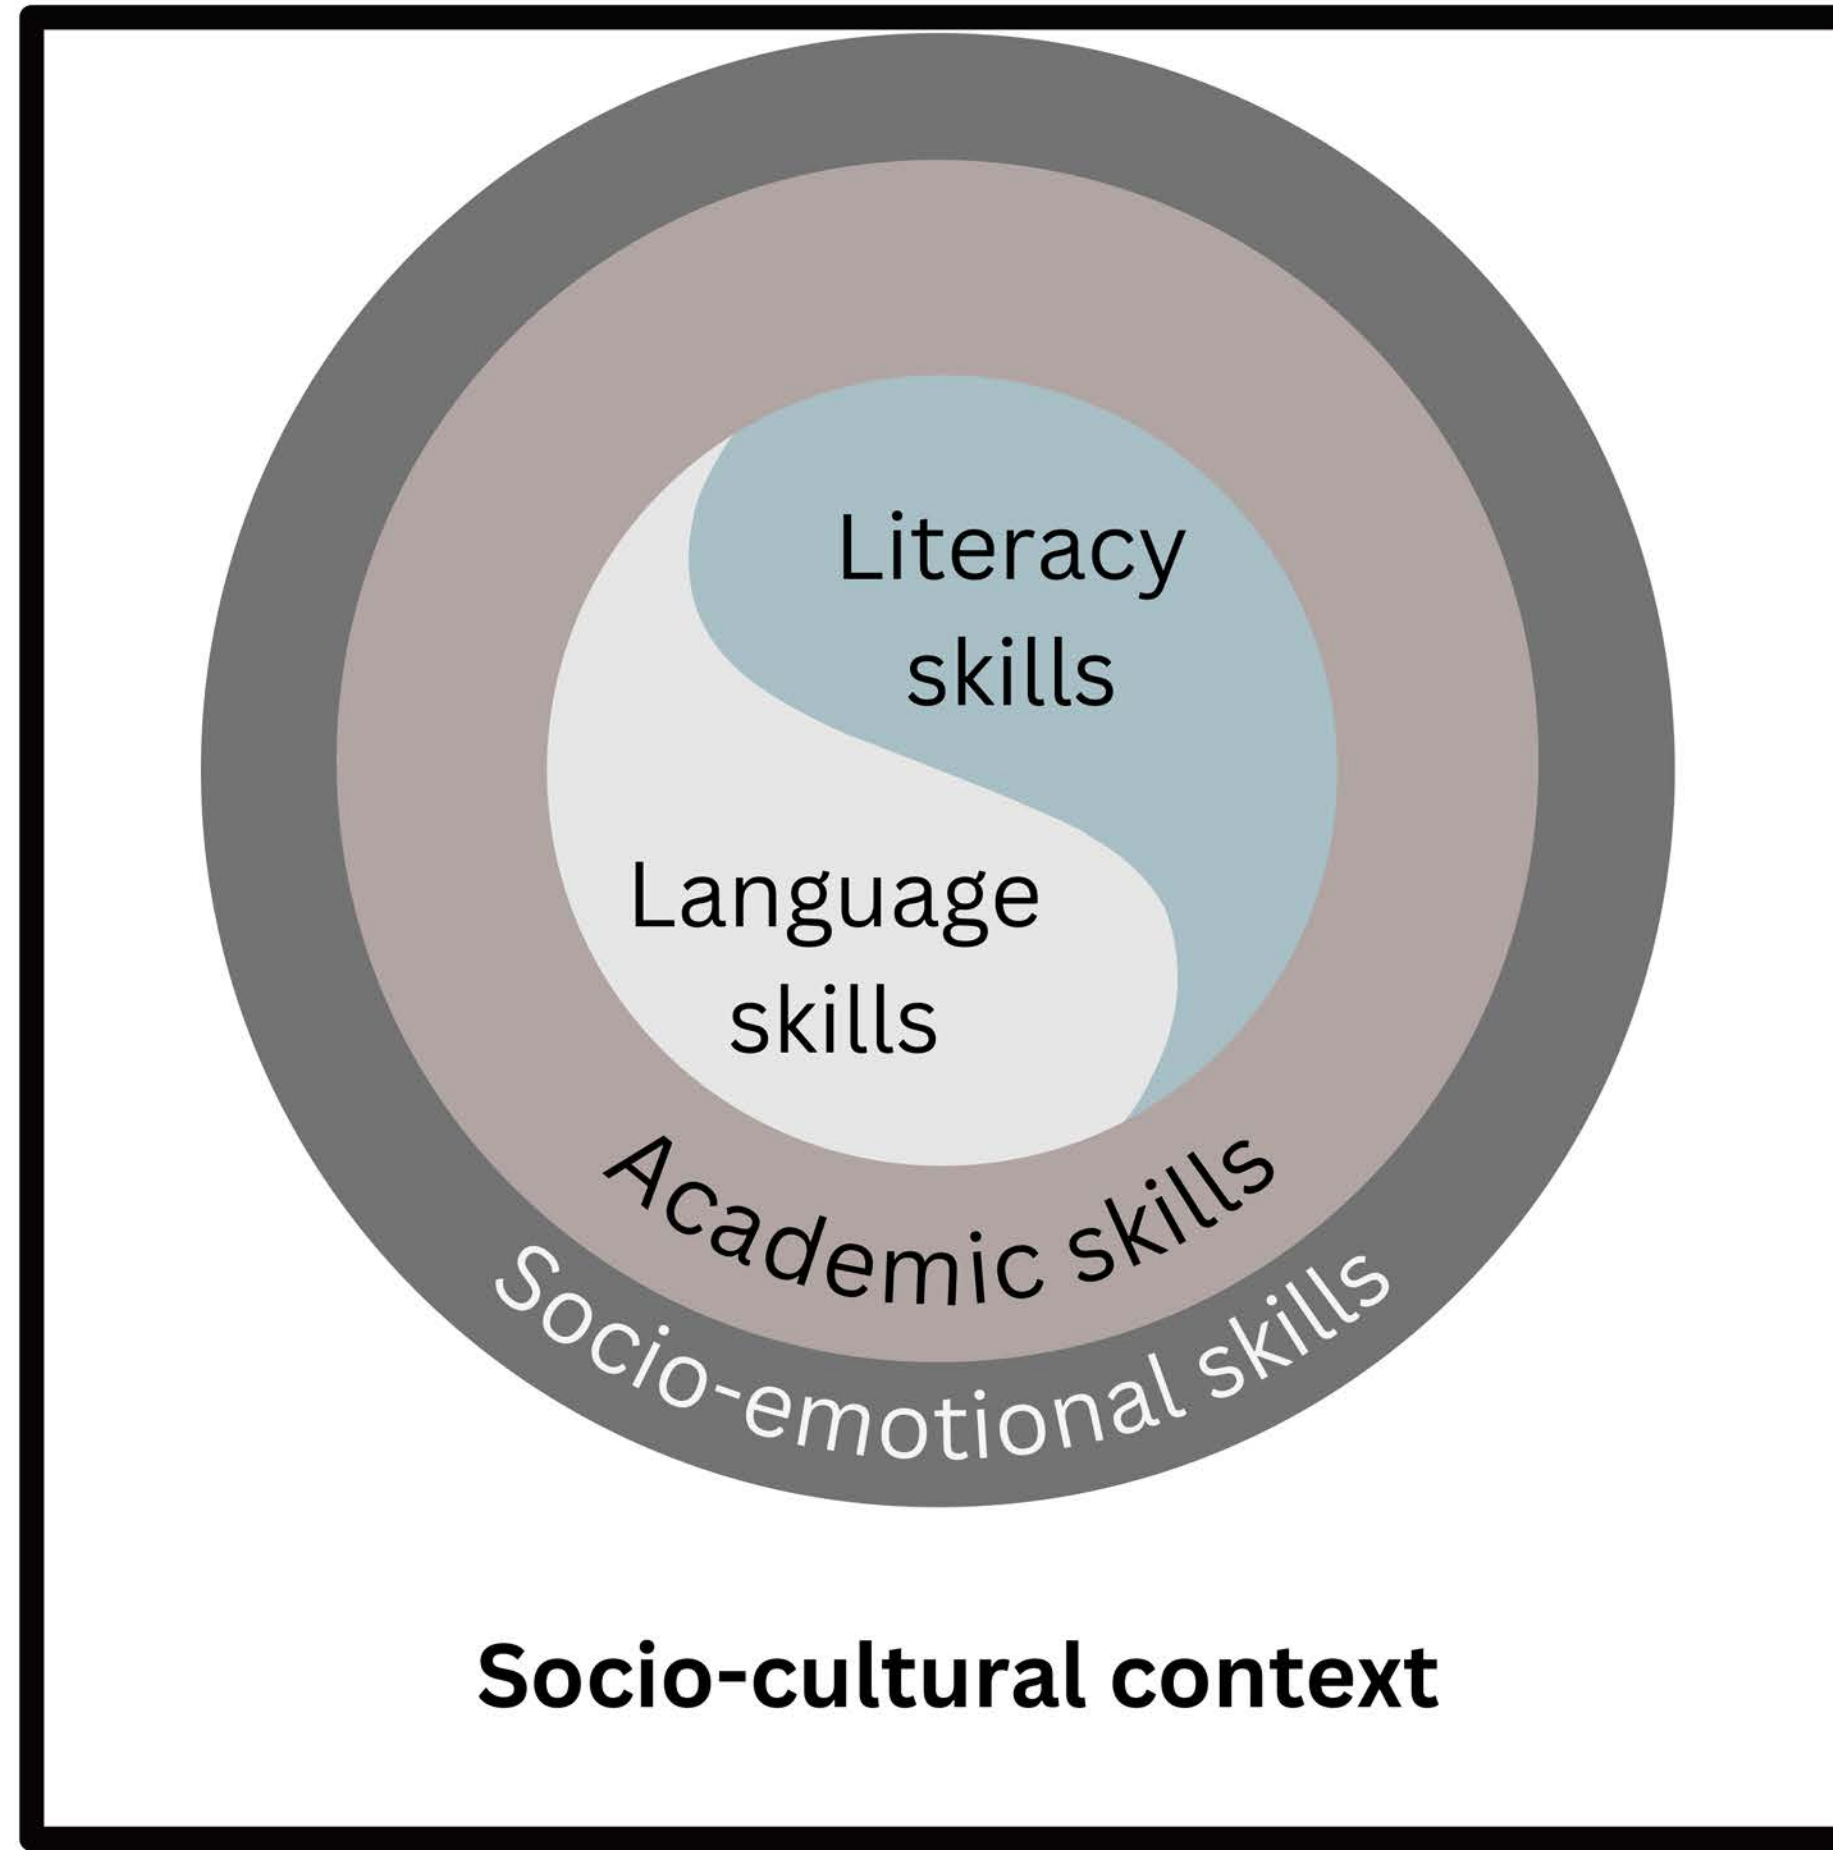 Literacy
skills
Language
skills
Academic skills
Socio-emotional skills
Socio-cultural context